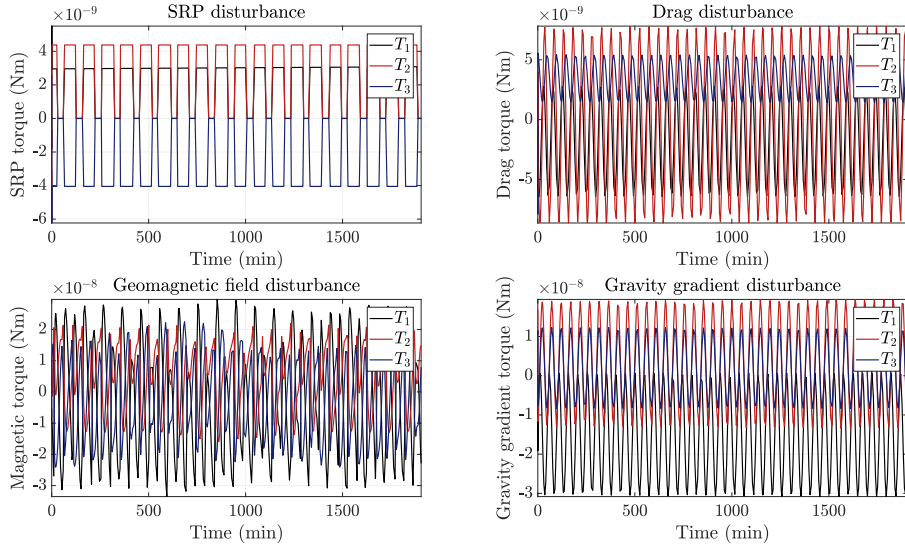 SRP disturbance
×10⁻⁹
4
2
0
-2
-4
-6
SRP torque (Nm)
T₁
T₂
T₃
0
500
1000
1500
Time (min)
Drag disturbance
×10⁻⁹
5
0
-5
Drag torque (Nm)
T₁
T₂
T₃
0
500
1000
1500
Time (min)
Geomagnetic field disturbance
×10⁻⁸
2
1
0
-1
-2
-3
Magnetic torque (Nm)
T₁
T₂
T₃
0
500
1000
1500
Time (min)
Gravity gradient disturbance
×10⁻⁸
1
0
-1
-2
-3
Gravity gradient torque (Nm)
T₁
T₂
T₃
0
500
1000
1500
Time (min)